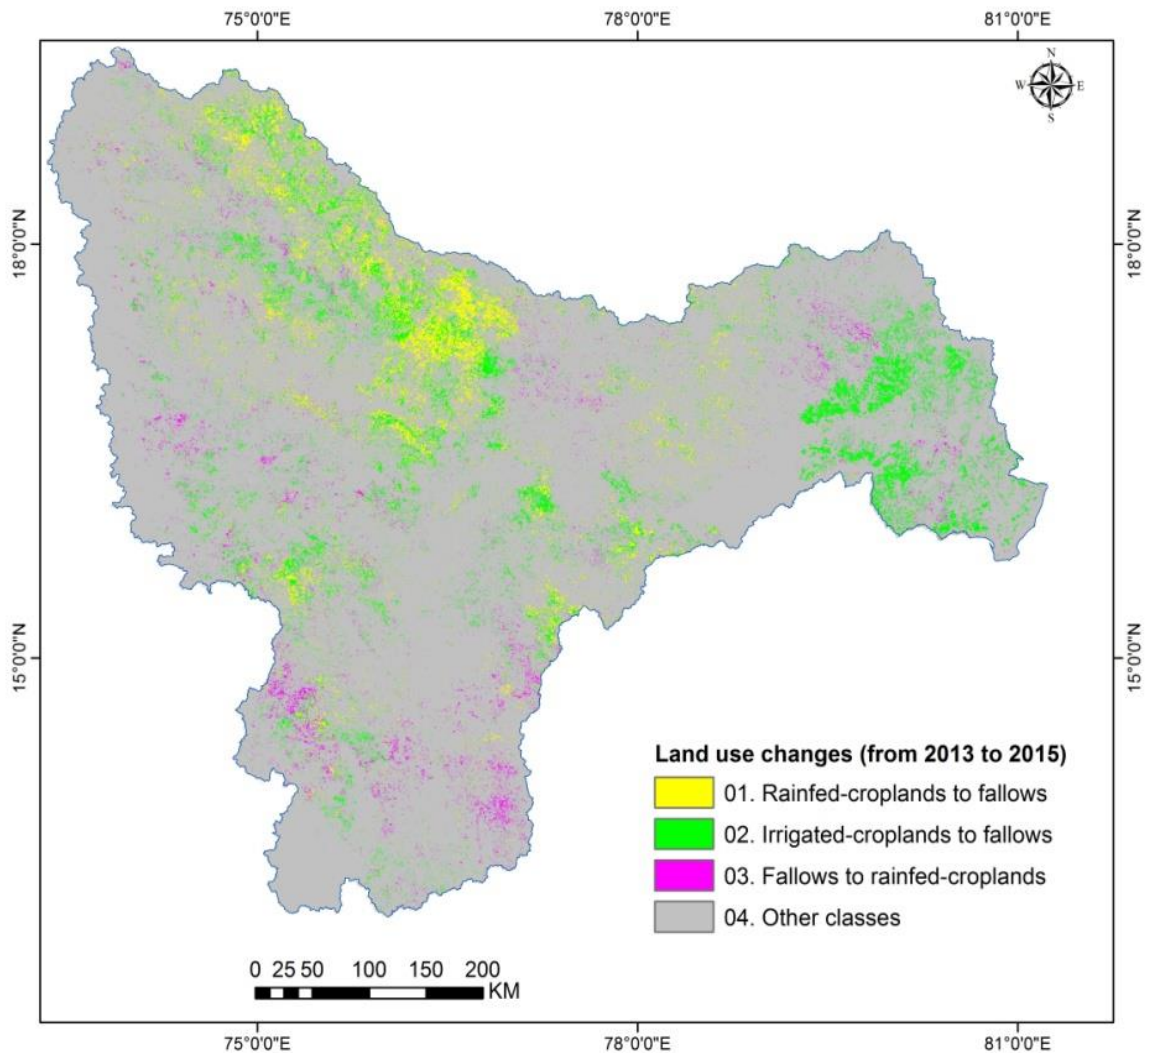 75°0'0"E 78°0'0"E 81°0'0"E
N
W E
S
18°0'0"N 18°0'0"N
15°0'0"N 15°0'0"N
Land use changes (from 2013 to 2015)
01. Rainfed-croplands to fallows
02. Irrigated-croplands to fallows
03. Fallows to rainfed-croplands
04. Other classes
0 25 50 100 150 200
KM
75°0'0"E 78°0'0"E 81°0'0"E